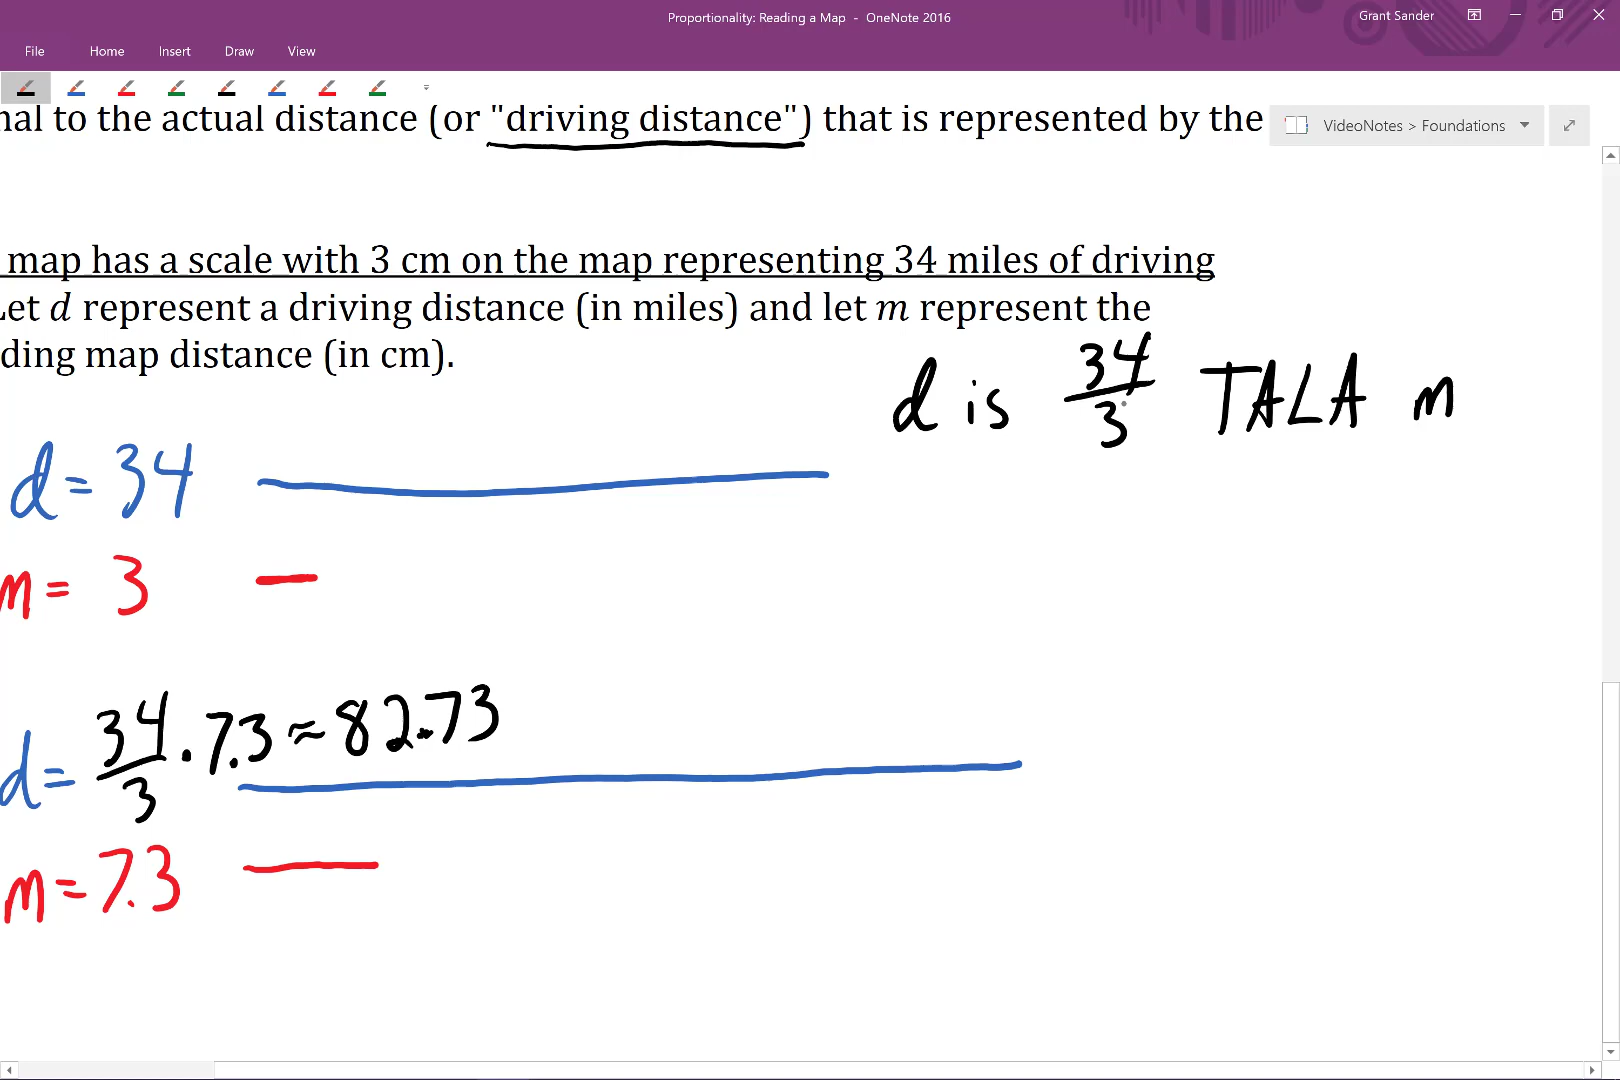 Proportionality: Reading a Map - OneNote 2016
Grant Sander
File Home Insert Draw View
nal to the actual distance (or "driving distance") that is represented by the
VideoNotes > Foundations
map has a scale with 3 cm on the map representing 34 miles of driving
Let d represent a driving distance (in miles) and let m represent the
ding map distance (in cm).
d is 34/3 TALA m
d = 34
m = 3
d = 34/3 · 7.3 ≈ 82.73
m = 7.3